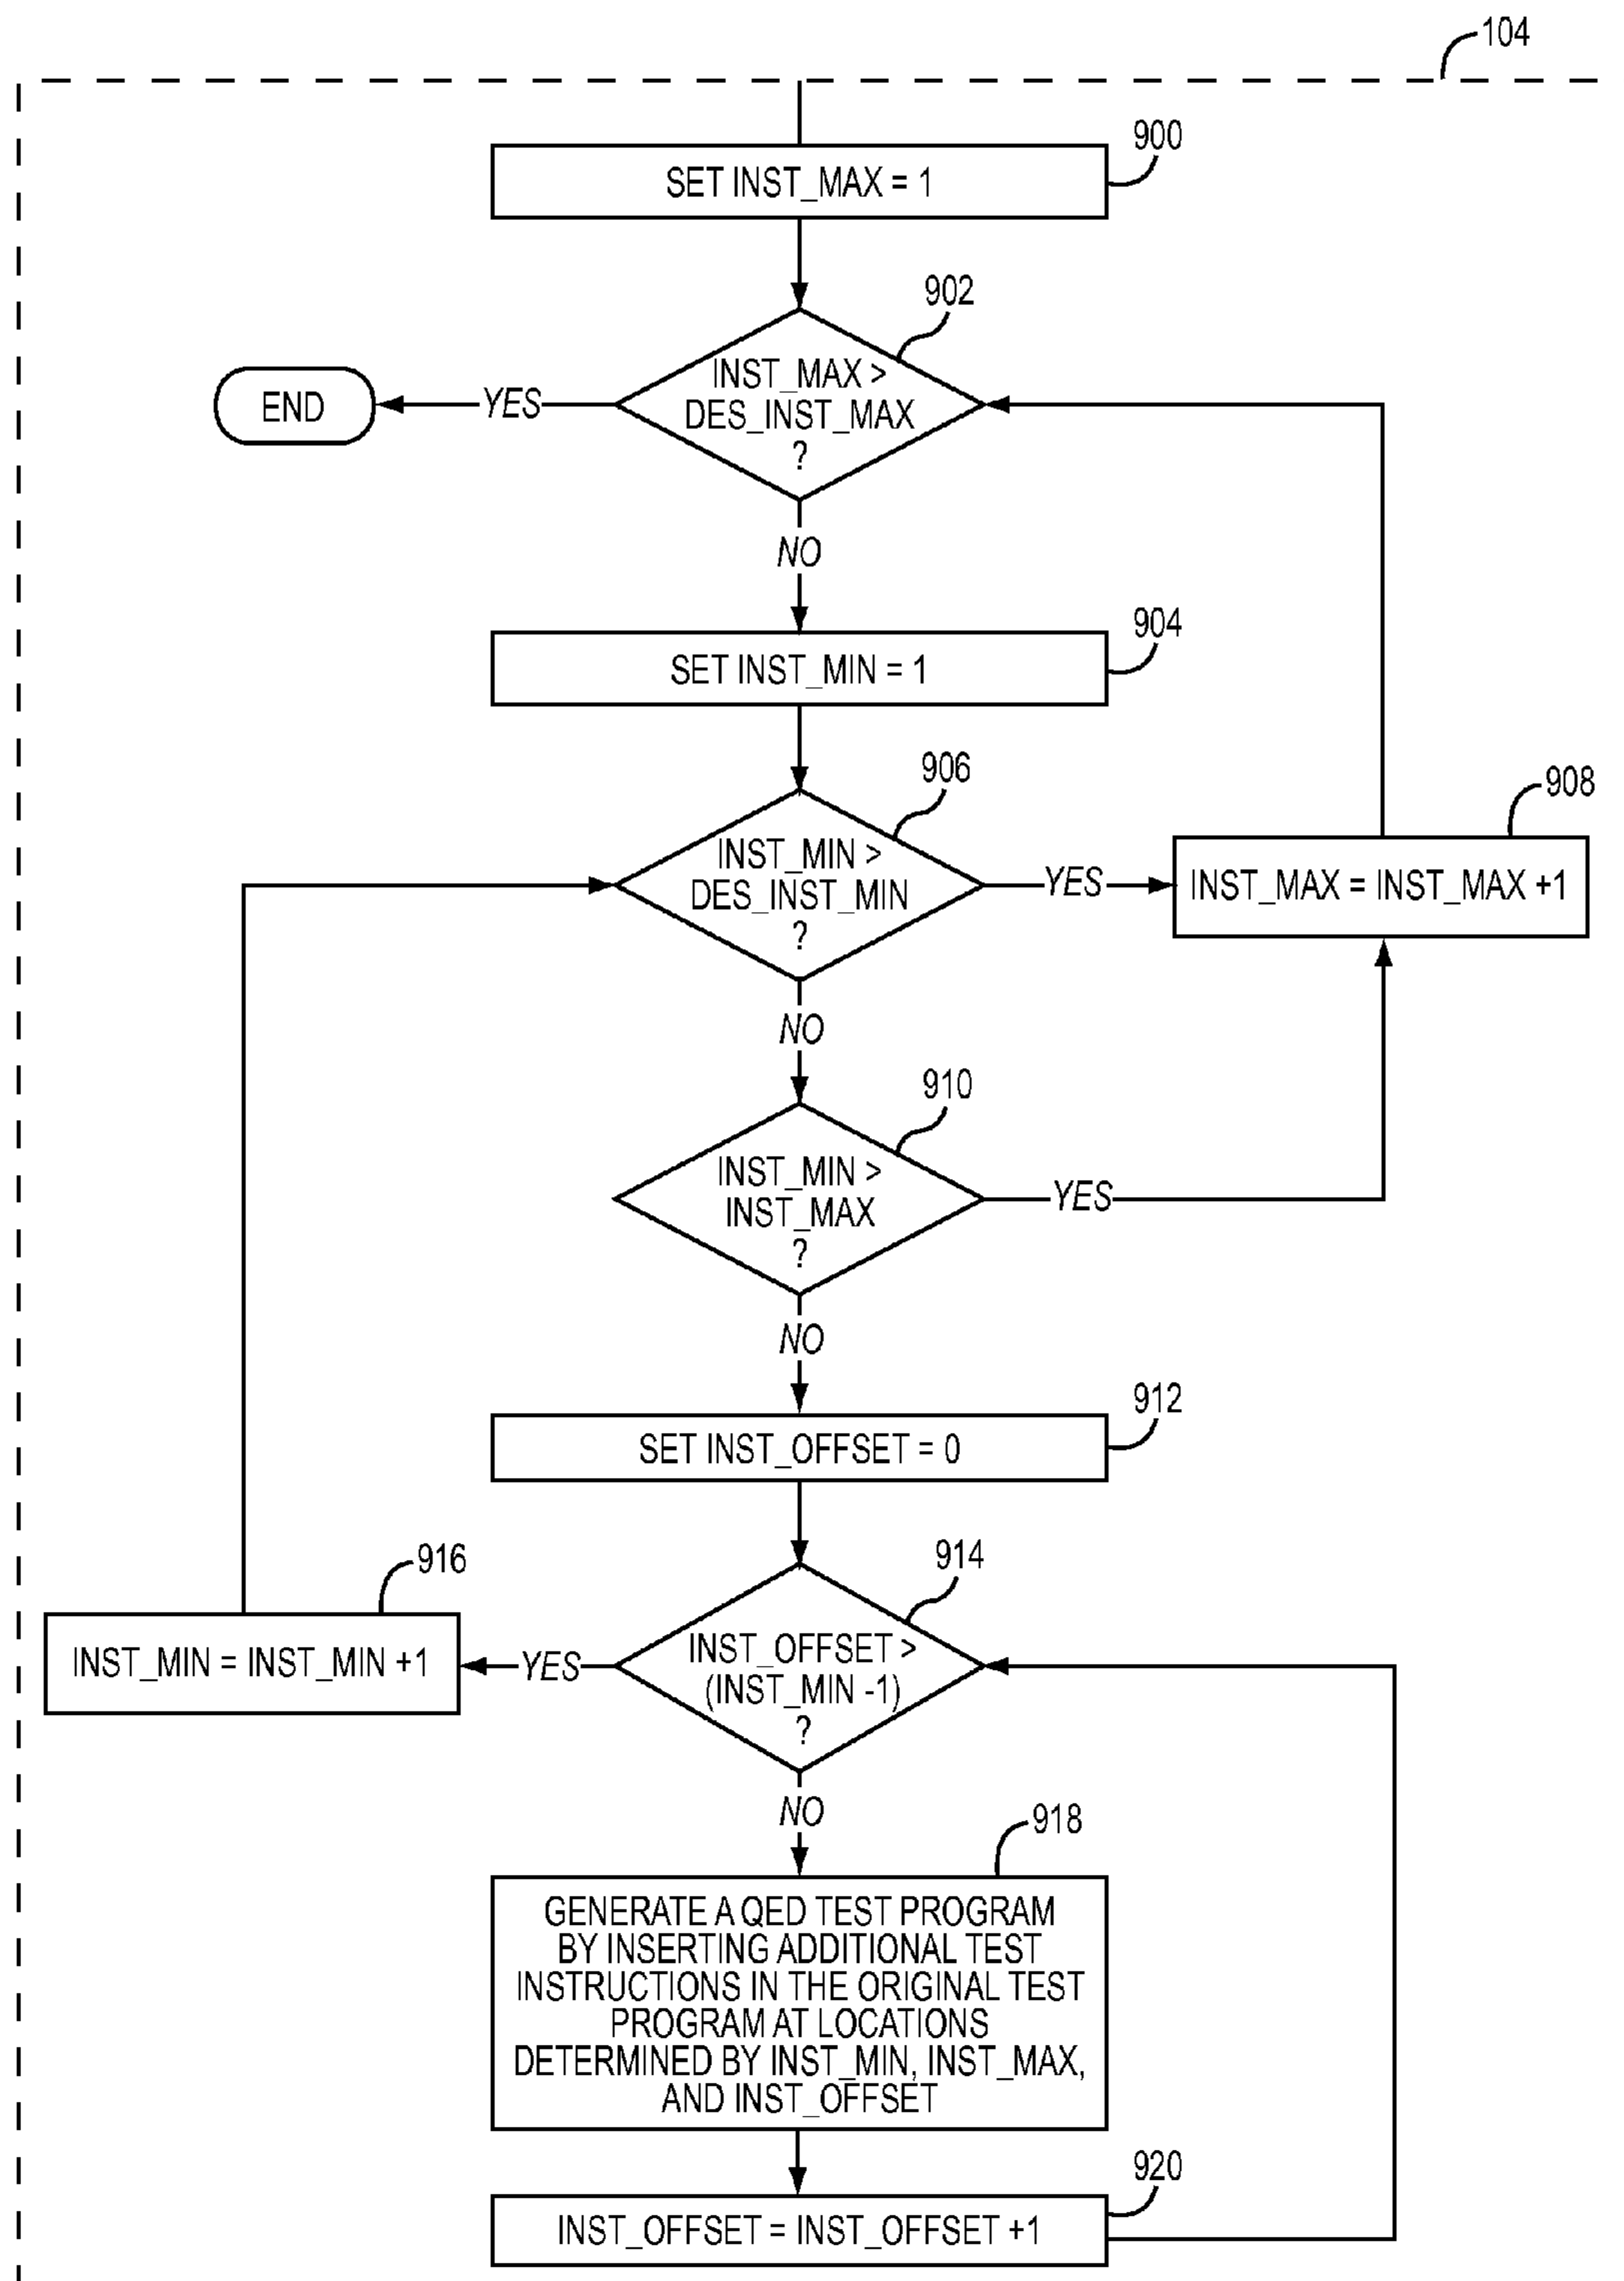 104
900
SET INST_MAX = 1
902
INST_MAX >
DES_INST_MAX
?
YES
END
NO
904
SET INST_MIN = 1
906
INST_MIN >
DES_INST_MIN
?
YES
908
INST_MAX = INST_MAX +1
NO
910
INST_MIN >
INST_MAX
?
YES
NO
912
SET INST_OFFSET = 0
914
INST_OFFSET >
(INST_MIN -1)
?
YES
916
INST_MIN = INST_MIN +1
NO
918
GENERATE A QED TEST PROGRAM
BY INSERTING ADDITIONAL TEST
INSTRUCTIONS IN THE ORIGINAL TEST
PROGRAM AT LOCATIONS
DETERMINED BY INST_MIN, INST_MAX,
AND INST_OFFSET
920
INST_OFFSET = INST_OFFSET +1